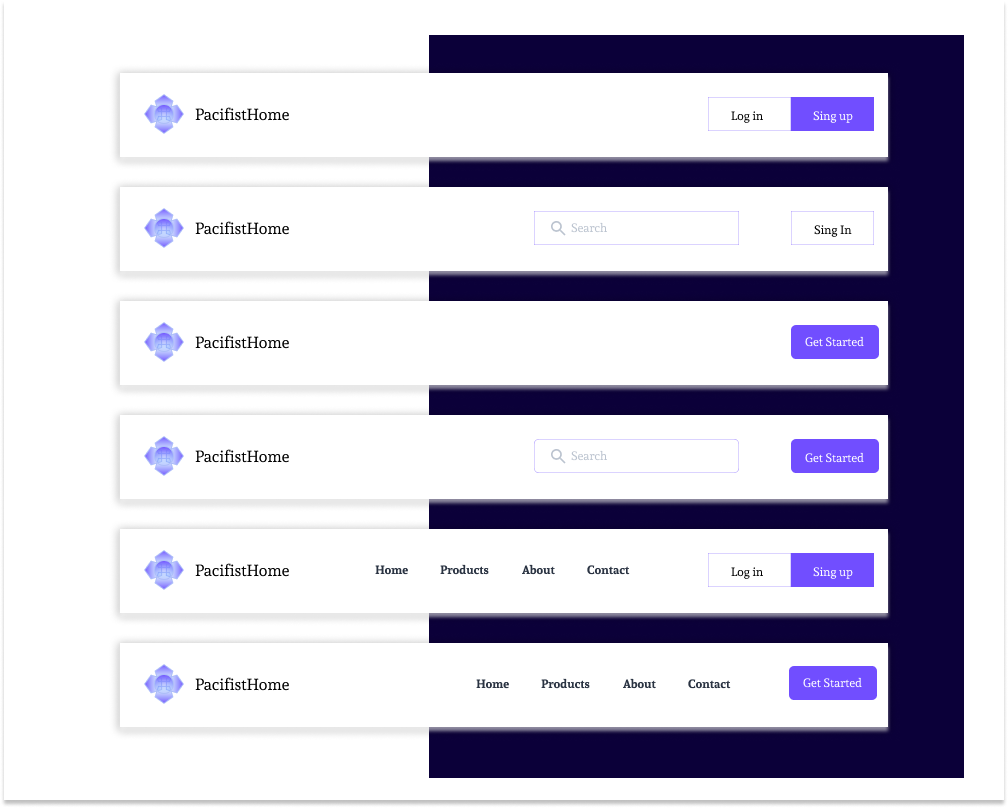 PacifistHome Log in Sing up
PacifistHome Search Sing In
PacifistHome Get Started
PacifistHome Search Get Started
PacifistHome Home Products About Contact Log in Sing up
PacifistHome Home Products About Contact Get Started